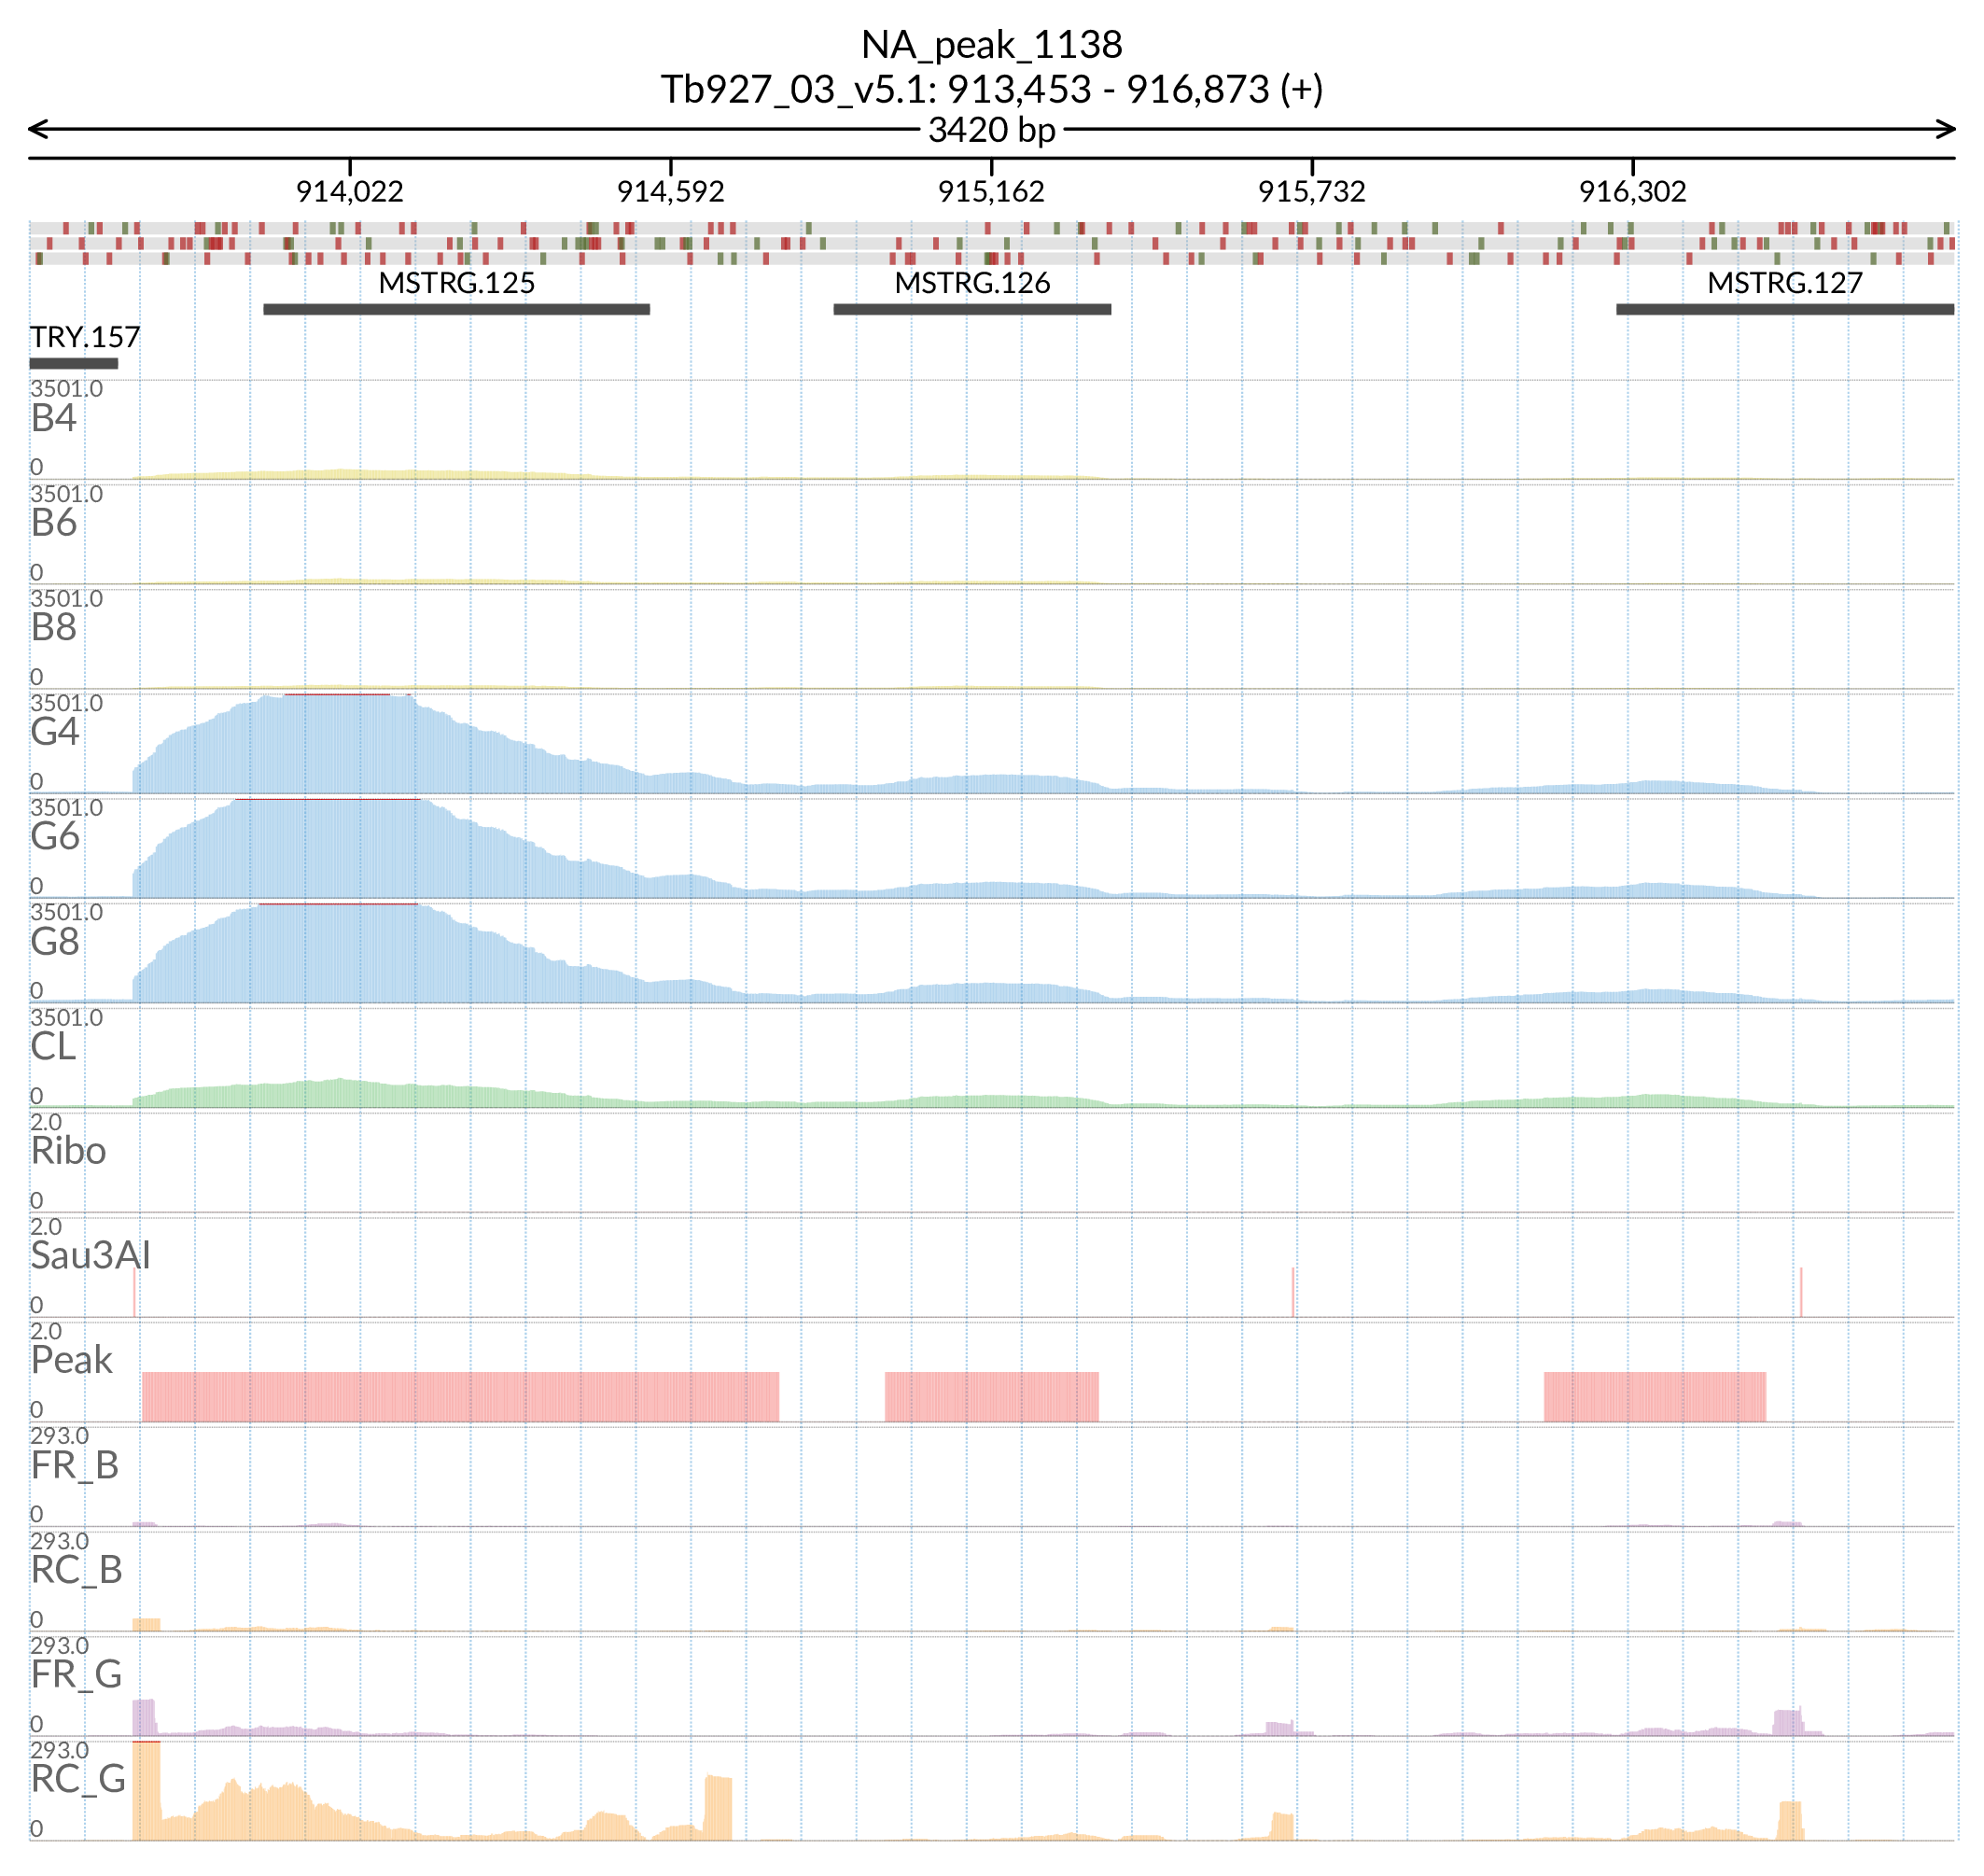 NA_peak_1138
Tb927_03_v5.1: 913,453 - 916,873 (+)
3420 bp
914,022 914,592 915,162 915,732 916,302
MSTRG.125 MSTRG.126 MSTRG.127
TRY.157
3501.0
B4
0
3501.0
B6
0
3501.0
B8
0
3501.0
G4
0
3501.0
G6
0
3501.0
G8
0
3501.0
CL
0
2.0
Ribo
0
2.0
Sau3AI
0
2.0
Peak
0
293.0
FR_B
0
293.0
RC_B
0
293.0
FR_G
0
293.0
RC_G
0